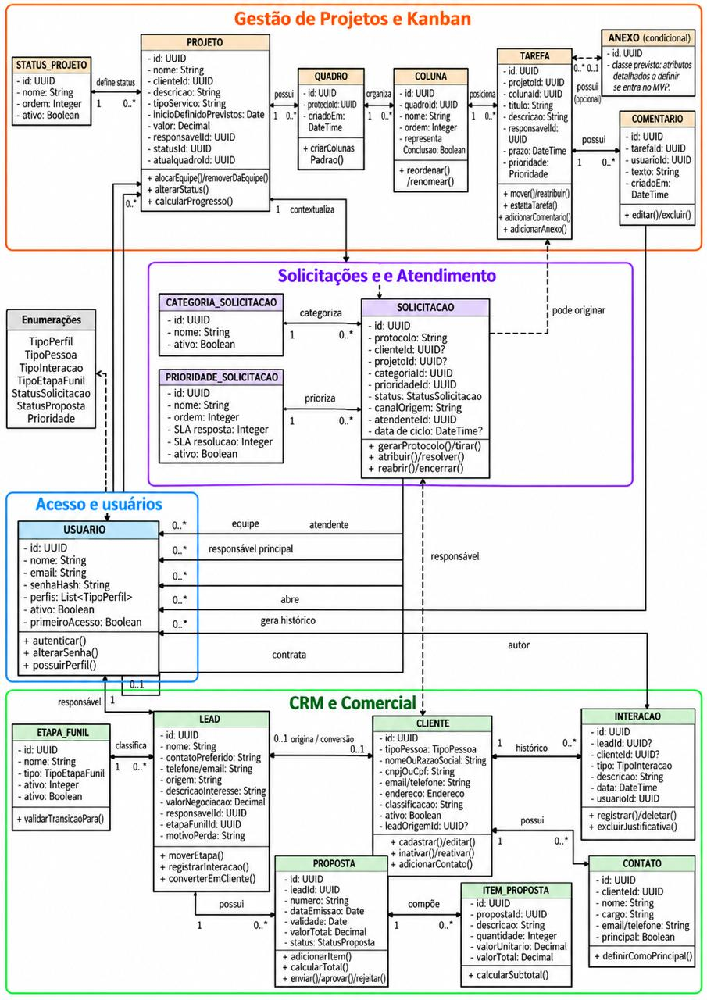 Gestão de Projetos e Kanban
STATUS_PROJETO
- id: UUID
- nome: String
- ordem: Integer
- ativo: Boolean
define status
1 0..*
PROJETO
- id: UUID
- nome: String
- clienteId: UUID
- descricao: String
- tipoServico: String
- inicioDefinidoPrevistos: Date
- valor: Decimal
- responsavelId: UUID
- statusId: UUID
- atualquadroId: UUID
+ alocarEquipe()/removerDaEquipe()
+ alterarStatus()
+ calcularProgresso()
0..*
possui
1 0..*
QUADRO
- id: UUID
- protecIoId: UUID
- criadoEm:
DateTime
+ criarColunas
Padrao()
organiza
1 0..*
COLUNA
- id: UUID
- quadroId: UUID
- nome: String
- ordem: Integer
- representa
Conclusao: Boolean
+ reordenar()
/renomear()
posiciona
1 0..*
TAREFA
- id: UUID
- projetoId: UUID
- colunaId: UUID
- titulo: String
- descricao: String
- responsavelId:
UUID
- prazo: DateTime
- prioridade:
Prioridade
+ mover()/reatribuir()
+ estattaTarefa()
+ adicionarComentario()
+ adicionarAnexo()
0..* 0..1
possui
(opcional)
ANEXO (condicional)
- id: UUID
- classe previsto: atributos
detalhados a definir
se entra no MVP.
possui
1 0..*
COMENTARIO
- id: UUID
- tarefaId: UUID
- usuarioId: UUID
- texto: String
- criadoEm:
DateTime
+ editar()/excluir()
1 contextualiza
Solicitações e e Atendimento
CATEGORIA_SOLICITACAO
- id: UUID
- nome: String
- ativo: Boolean
categoriza
1 0..*
PRIORIDADE_SOLICITACAO
- id: UUID
- nome: String
- ordem: Integer
- SLA resposta: Integer
- SLA resolucao: Integer
- ativo: Boolean
prioriza
1 0..*
SOLICITACAO
- id: UUID
- protocolo: String
- clienteId: UUID?
- projetoId: UUID?
- categoriaId: UUID
- prioridadeId: UUID
- status: StatusSolicitacao
- canalOrigem: String
- atendenteId: UUID
- data de ciclo: DateTime?
+ gerarProtocolo()/tirar()
+ atribuir()/resolver()
+ reabrir()/encerrar()
pode originar
Enumerações
TipoPerfil
TipoPessoa
TipoInteracao
TipoEtapaFunil
StatusSolicitacao
StatusProposta
Prioridade
Acesso e usuários
USUARIO
- id: UUID
- nome: String
- email: String
- senhaHash: String
- perfis: List<TipoPerfil>
- ativo: Boolean
- primeiroAcesso: Boolean
+ autenticar()
+ alterarSenha()
+ possuirPerfil()
0..* equipe atendente
0..* responsável principal
responsável
0..*
0..* abre
0..* gera histórico
autor
contrata
0..1
responsável 1
CRM e Comercial
ETAPA_FUNIL
- id: UUID
- nome: String
- tipo: TipoEtapaFunil
- ativo: Integer
- ativo: Boolean
+ validarTransicaoPara()
classifica
1 0..*
LEAD
- id: UUID
- nome: String
- contatoPreferido: String
- telefone/email: String
- origem: String
- descricaoInteresse: String
- valorNegociacao: Decimal
- responsavelId: UUID
- etapaFunilId: UUID
- motivoPerda: String
+ moverEtapa()
+ registrarInteracao()
+ converterEmCliente()
0..1 origina / conversão
0..1
CLIENTE
- id: UUID
- tipoPessoa: TipoPessoa
- nomeOuRazaoSocial: String
- cnpjOuCpf: String
- email/telefone: String
- endereco: Endereco
- classificacao: String
- ativo: Boolean
- leadOrigemId: UUID?
+ cadastrar()/editar()
+ inativar()/reativar()
+ adicionarContato()
1 0..*
histórico
INTERACAO
- id: UUID
- leadId: UUID?
- clienteId: UUID?
- tipo: TipoInteracao
- descricao: String
- data: DateTime
- usuarioId: UUID
+ registrar()/deletar()
+ excluirJustificativa()
possui
1 0..*
CONTATO
- id: UUID
- clienteId: UUID
- nome: String
- cargo: String
- email/telefone: String
- principal: Boolean
+ definirComoPrincipal()
possui
1 0..*
PROPOSTA
- id: UUID
- leadId: UUID
- numero: String
- dataEmissao: Date
- validade: Date
- valorTotal: Decimal
- status: StatusProposta
+ adicionarItem()
+ calcularTotal()
+ enviar()/aprovar()/rejeitar()
compõe
1 0..*
ITEM_PROPOSTA
- id: UUID
- propostaId: UUID
- descricao: String
- quantidade: Integer
- valorUnitario: Decimal
- valorTotal: Decimal
+ calcularSubtotal()